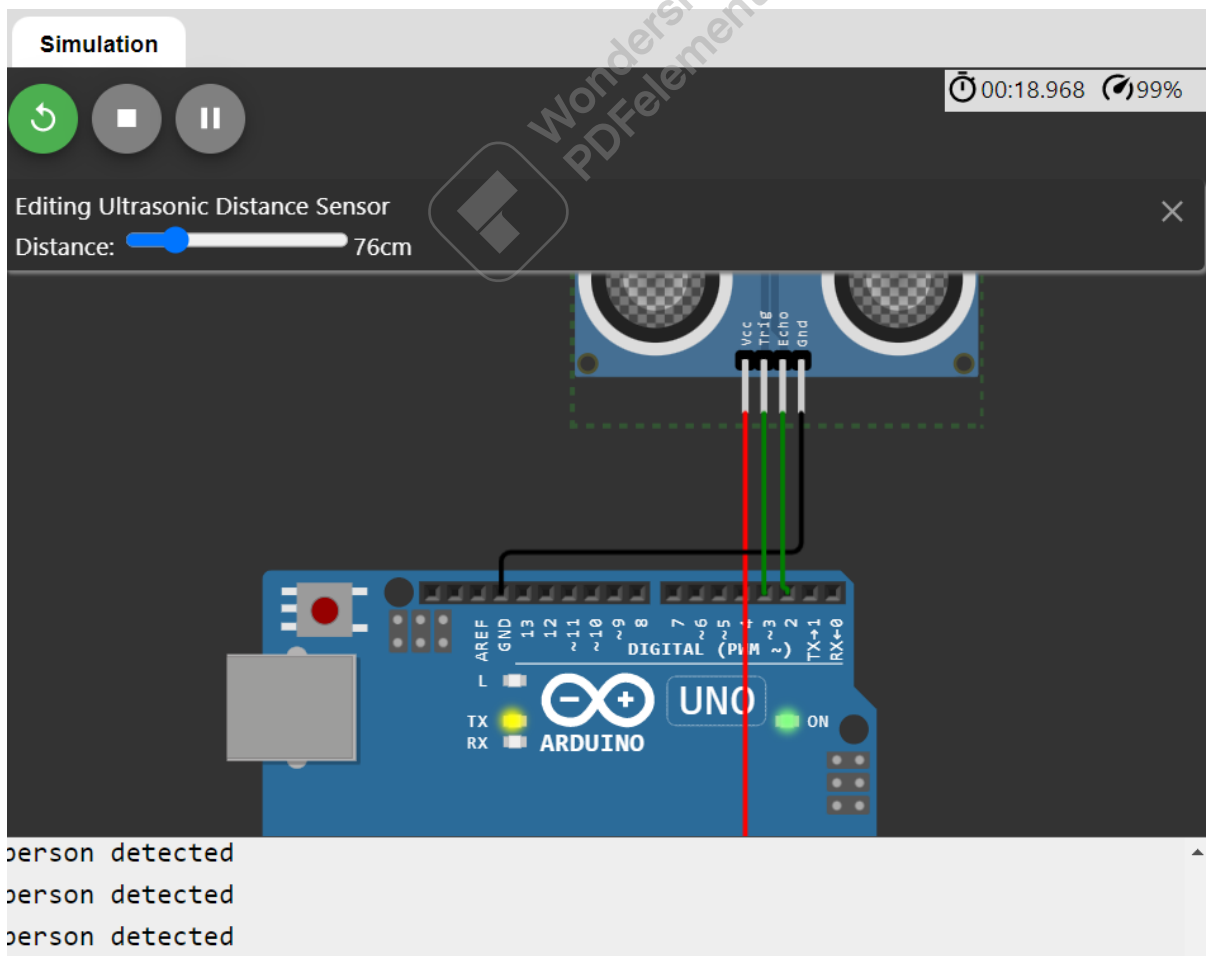 Simulation
Wondershare
PDFelement
00:18.968 99%
Editing Ultrasonic Distance Sensor
Distance: 76cm
Vcc
Trig
Echo
Gnd
AREF
GND
13
12
~11
~10
~9
8
7
~6
~5
4
~3
2
TX→1
RX←0
DIGITAL (PWM ~)
L
TX
RX
ARDUINO
UNO
ON
person detected
person detected
person detected